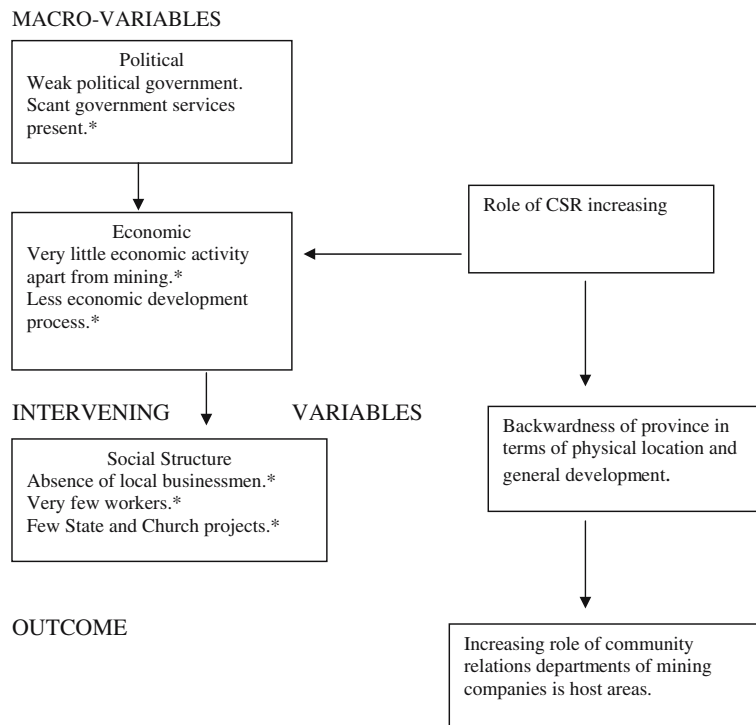 MACRO-VARIABLES
Political
Weak political government.
Scant government services
present.*
Economic
Very little economic activity
apart from mining.*
Less economic development
process.*
Role of CSR increasing
INTERVENING VARIABLES
Social Structure
Absence of local businessmen.*
Very few workers.*
Few State and Church projects.*
Backwardness of province in
terms of physical location and
general development.
OUTCOME
Increasing role of community
relations departments of mining
companies is host areas.